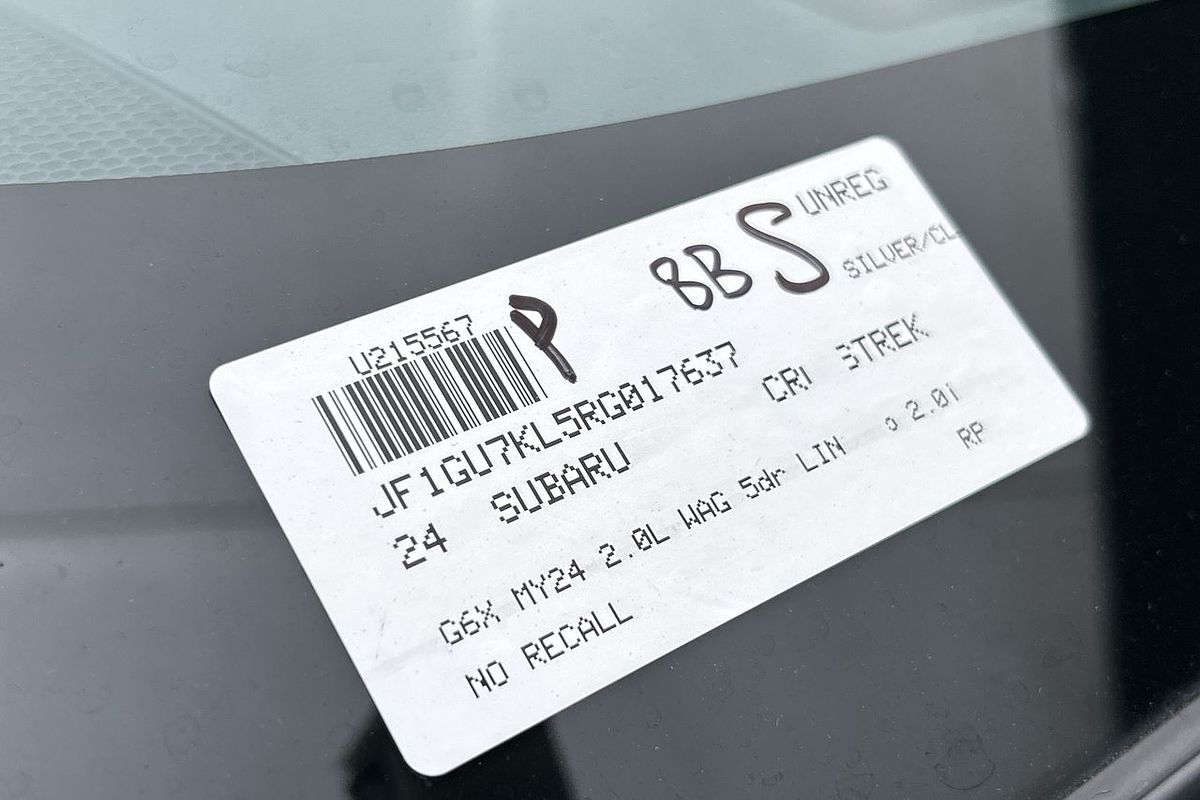 UNREG
8B S
SILVER/CL
U215567 P
JF1GU7KL5RG017637
24 SUBARU CR STREK
G6X MY24 2.0L WAG 5dr LIN o 2.0i
NO RECALL RP